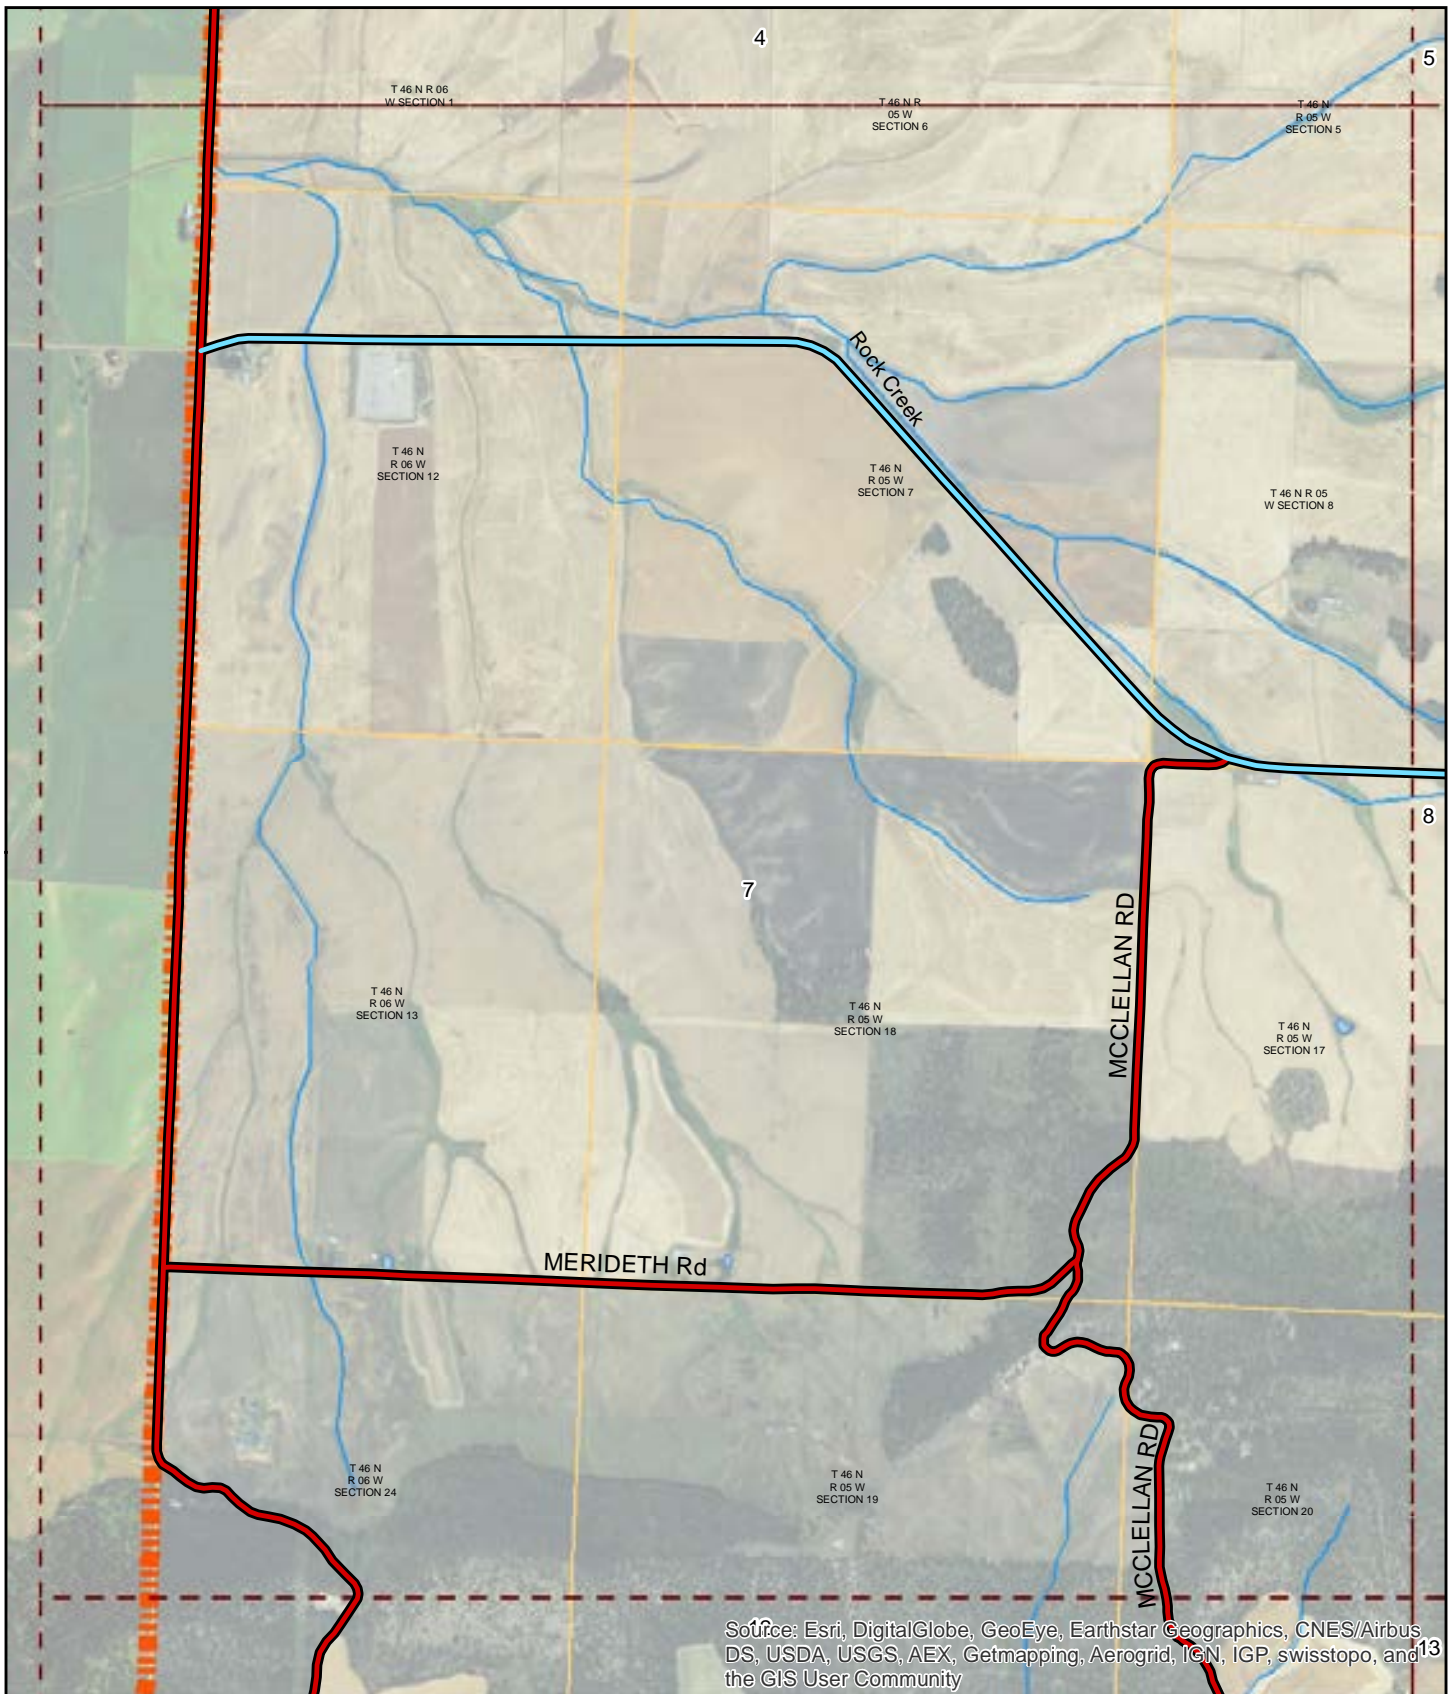 4
5
T 46 N R 06
W SECTION 1
T 46 N R
05 W
SECTION 6
T 46 N
R 05 W
SECTION 5
Rock Creek
T 46 N
R 06 W
SECTION 12
T 46 N
R 05 W
SECTION 7
T 46 N R 05
W SECTION 8
8
7
MCCLELLAN RD
T 46 N
R 06 W
SECTION 13
T 46 N
R 05 W
SECTION 18
T 46 N
R 05 W
SECTION 17
MERIDETH Rd
MCCLELLAN RD
T 46 N
R 06 W
SECTION 24
T 46 N
R 05 W
SECTION 19
T 46 N
R 05 W
SECTION 20
Source: Esri, DigitalGlobe, GeoEye, Earthstar Geographics, CNES/Airbus
DS, USDA, USGS, AEX, Getmapping, Aerogrid, IGN, IGP, swisstopo, and
the GIS User Community
13